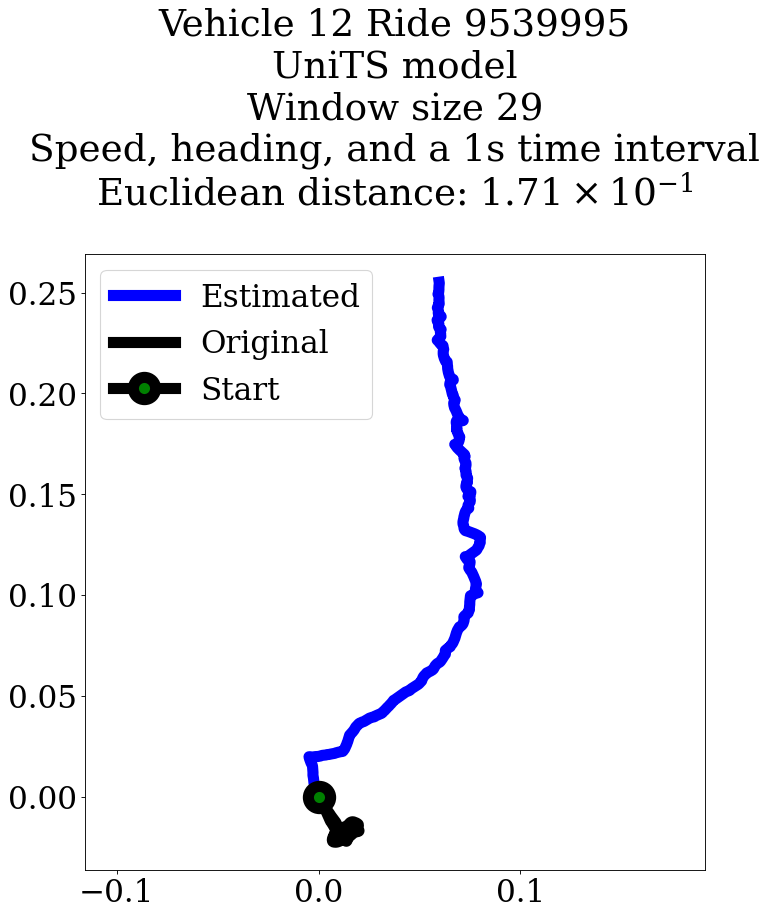 Vehicle 12 Ride 9539995
UniTS model
Window size 29
Speed, heading, and a 1s time interval
Euclidean distance: 1.71 × 10⁻¹
Estimated
Original
Start
0.25
0.20
0.15
0.10
0.05
0.00
−0.1
0.0
0.1